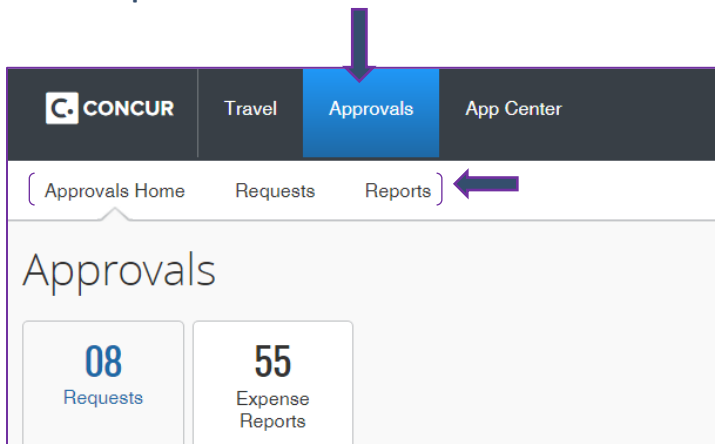 C. CONCUR Travel Approvals App Center
Approvals Home Requests Reports
Approvals
08
Requests
55
Expense
Reports